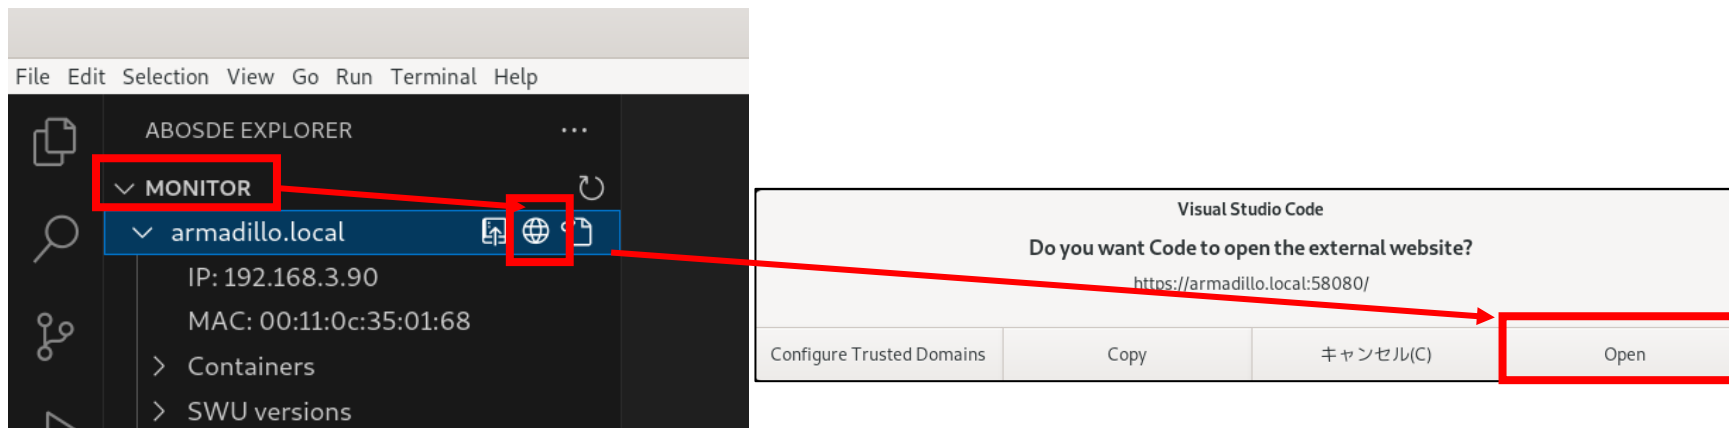 File Edit Selection View Go Run Terminal Help
ABOSDE EXPLORER ...
MONITOR
armadillo.local
IP: 192.168.3.90
MAC: 00:11:0c:35:01:68
Containers
SWU versions
Visual Studio Code
Do you want Code to open the external website?
https://armadillo.local:58080/
Configure Trusted Domains Copy キャンセル(C) Open